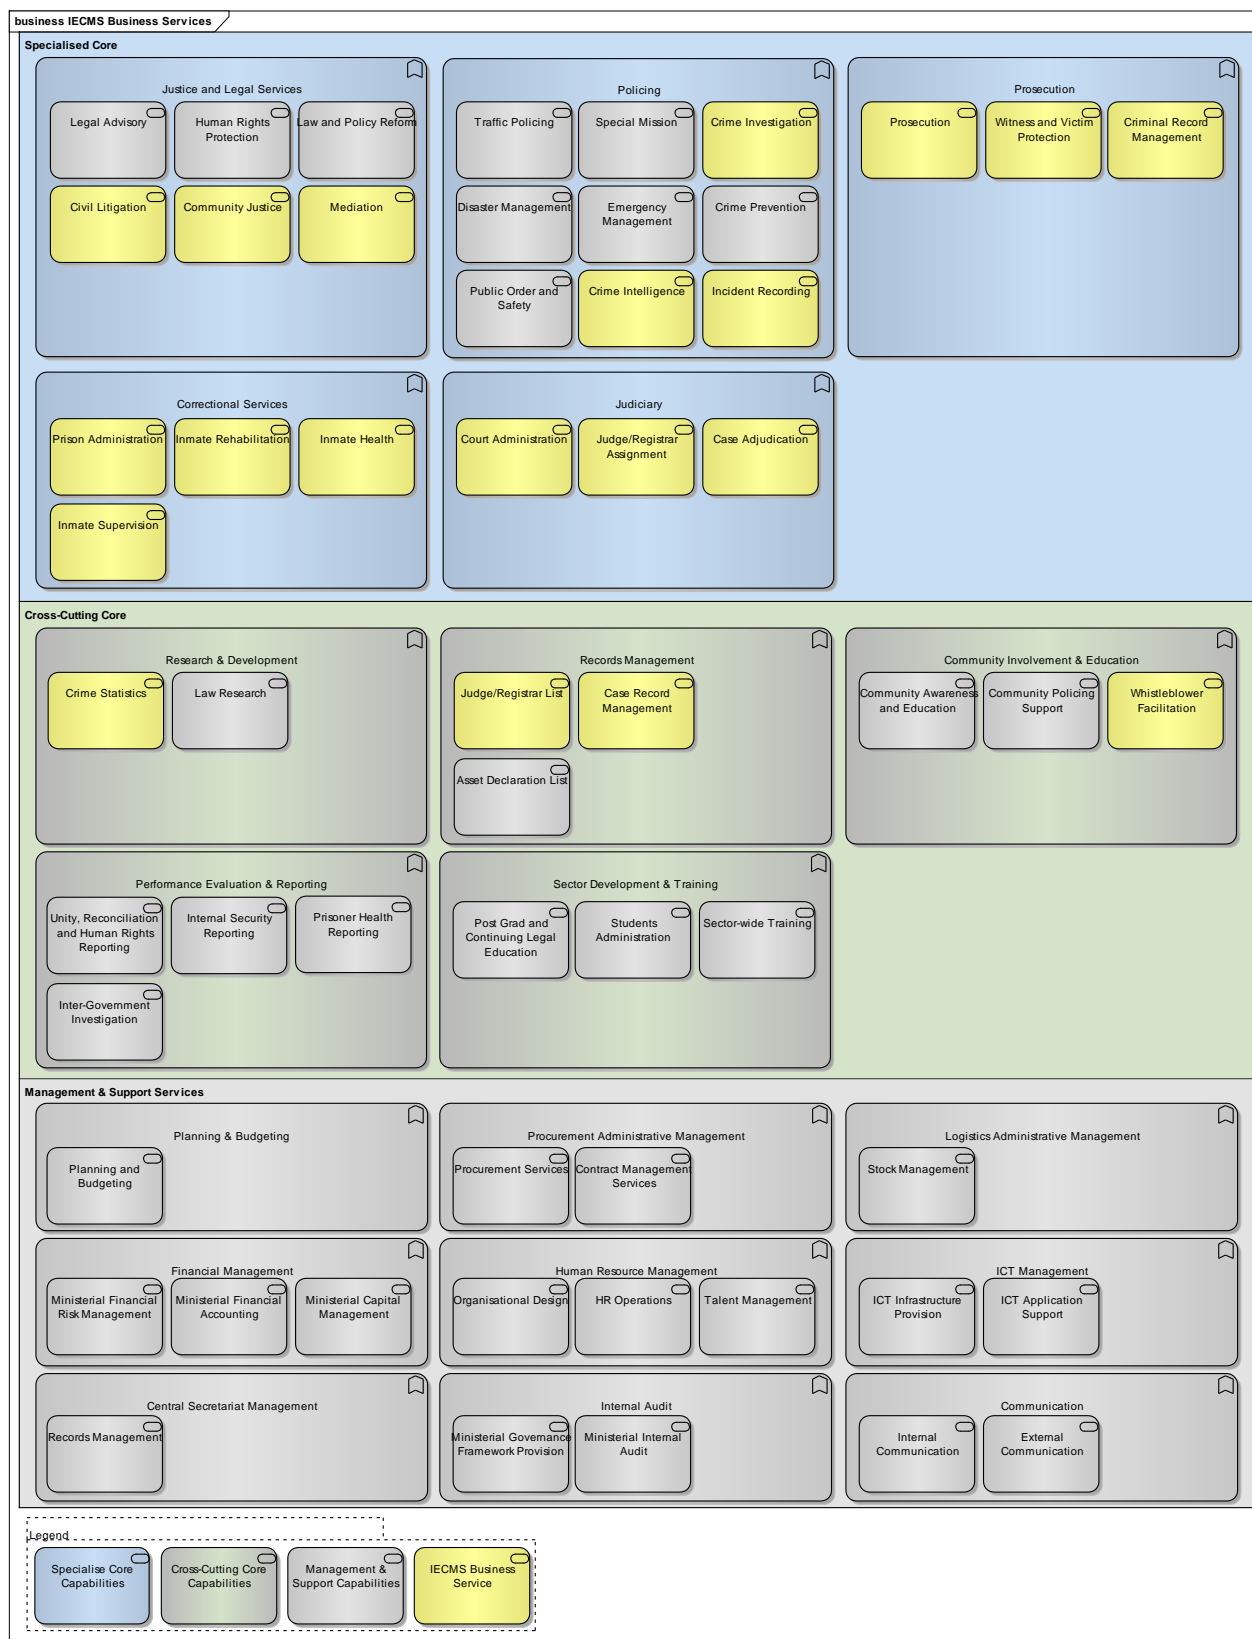 business IECMS Business Services
Specialised Core
Justice and Legal Services
Legal Advisory
Human Rights
Protection
Law and Policy Reform
Civil Litigation
Community Justice
Mediation
Policing
Traffic Policing
Special Mission
Crime Investigation
Disaster Management
Emergency
Management
Crime Prevention
Public Order and
Safety
Crime Intelligence
Incident Recording
Prosecution
Prosecution
Witness and Victim
Protection
Criminal Record
Management
Correctional Services
Prison Administration
Inmate Rehabilitation
Inmate Health
Inmate Supervision
Judiciary
Court Administration
Judge/Registrar
Assignment
Case Adjudication
Cross-Cutting Core
Research & Development
Crime Statistics
Law Research
Records Management
Judge/Registrar List
Case Record
Management
Asset Declaration List
Community Involvement & Education
Community Awareness
and Education
Community Policing
Support
Whistleblower
Facilitation
Performance Evaluation & Reporting
Unity, Reconciliation
and Human Rights
Reporting
Internal Security
Reporting
Prisoner Health
Reporting
Inter-Government
Investigation
Sector Development & Training
Post Grad and
Continuing Legal
Education
Students
Administration
Sector-wide Training
Management & Support Services
Planning & Budgeting
Planning and
Budgeting
Procurement Administrative Management
Procurement Services
Contract Management
Services
Logistics Administrative Management
Stock Management
Financial Management
Ministerial Financial
Risk Management
Ministerial Financial
Accounting
Ministerial Capital
Management
Human Resource Management
Organisational Design
HR Operations
Talent Management
ICT Management
ICT Infrastructure
Provision
ICT Application
Support
Central Secretariat Management
Records Management
Internal Audit
Ministerial Governance
Framework Provision
Ministerial Internal
Audit
Communication
Internal
Communication
External
Communication
Legend
Specialise Core
Capabilities
Cross-Cutting Core
Capabilities
Management &
Support Capabilities
IECMS Business
Service